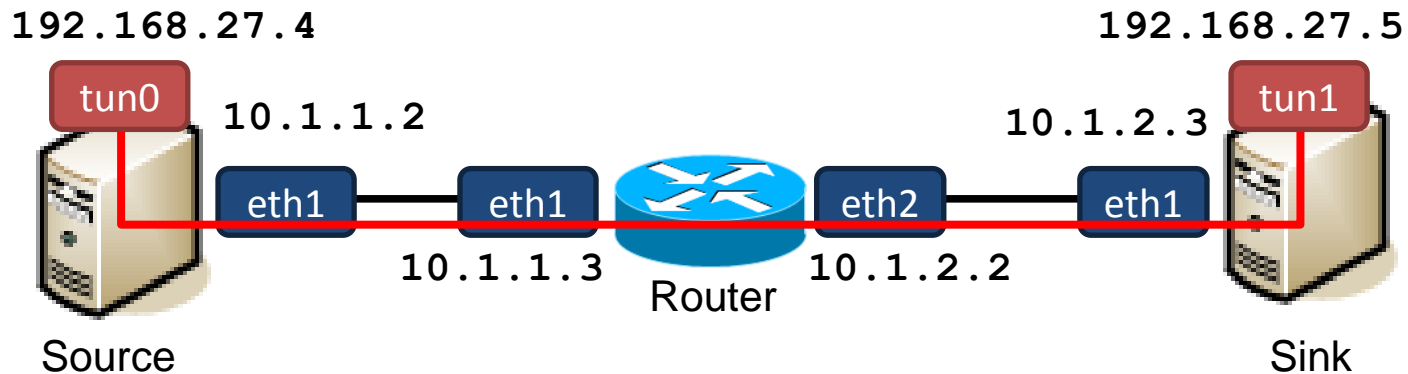 192.168.27.4
192.168.27.5
tun0
tun1
10.1.1.2
10.1.2.3
eth1
eth1
eth2
eth1
10.1.1.3
10.1.2.2
Router
Source
Sink